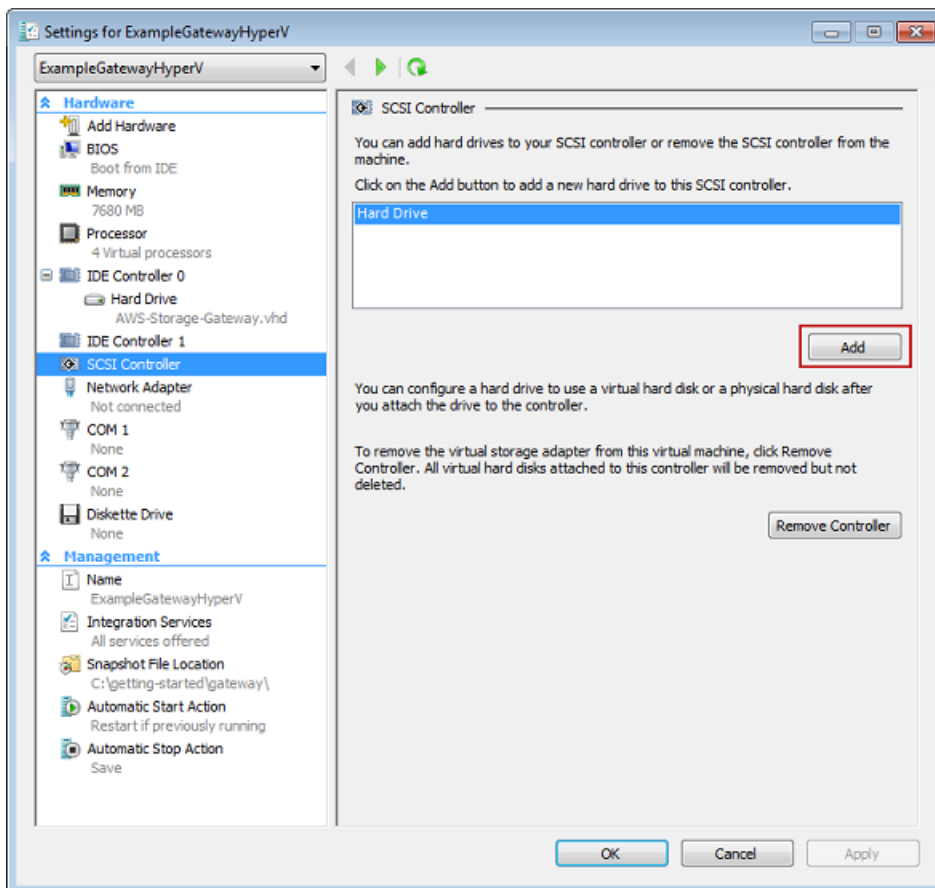 Settings for ExampleGatewayHyperV
ExampleGatewayHyperV
Hardware
Add Hardware
BIOS
Boot from IDE
Memory
7680 MB
Processor
4 Virtual processors
IDE Controller 0
Hard Drive
AWS-Storage-Gateway.vhd
IDE Controller 1
SCSI Controller
Network Adapter
Not connected
COM 1
None
COM 2
None
Diskette Drive
None
Management
Name
ExampleGatewayHyperV
Integration Services
All services offered
Snapshot File Location
C:\getting-started\gateway\
Automatic Start Action
Restart if previously running
Automatic Stop Action
Save
SCSI Controller
You can add hard drives to your SCSI controller or remove the SCSI controller from the
machine.
Click on the Add button to add a new hard drive to this SCSI controller.
Hard Drive
Add
You can configure a hard drive to use a virtual hard disk or a physical hard disk after
you attach the drive to the controller.
To remove the virtual storage adapter from this virtual machine, click Remove
Controller. All virtual hard disks attached to this controller will be removed but not
deleted.
Remove Controller
OK
Cancel
Apply